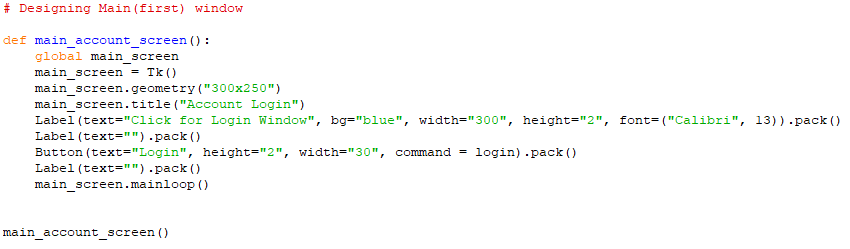 # Designing Main(first) window
def main_account_screen():
    global main_screen
    main_screen = Tk()
    main_screen.geometry("300x250")
    main_screen.title("Account Login")
    Label(text="Click for Login Window", bg="blue", width="300", height="2", font=("Calibri", 13)).pack()
    Label(text="").pack()
    Button(text="Login", height="2", width="30", command = login).pack()
    Label(text="").pack()
    main_screen.mainloop()
main_account_screen()